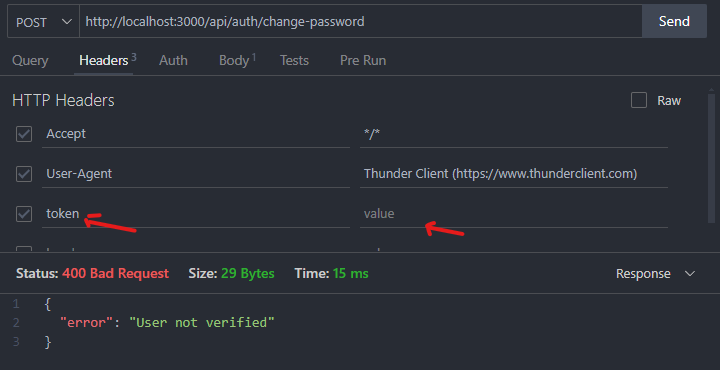 POST http://localhost:3000/api/auth/change-password Send
Query Headers 3 Auth Body 1 Tests Pre Run
HTTP Headers Raw
Accept */*
User-Agent Thunder Client (https://www.thunderclient.com)
token value
Status: 400 Bad Request Size: 29 Bytes Time: 15 ms Response
1 {
2 "error": "User not verified"
3 }